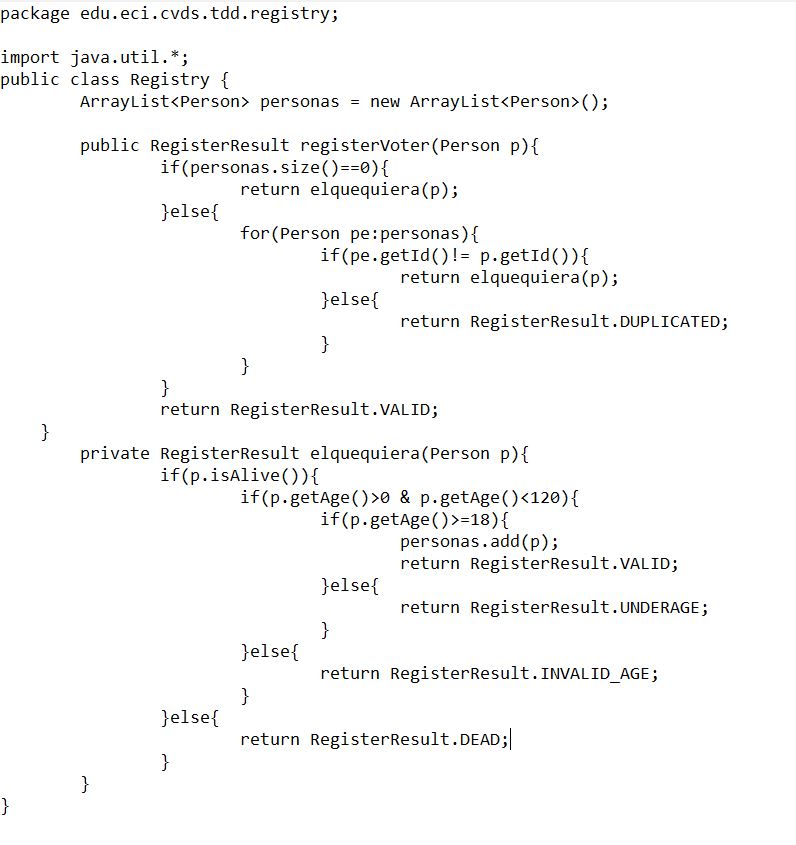 package edu.eci.cvds.tdd.registry;
import java.util.*;
public class Registry {
ArrayList<Person> personas = new ArrayList<Person>();
public RegisterResult registerVoter(Person p){
if(personas.size()==0){
return elquequiera(p);
}else{
for(Person pe:personas){
if(pe.getId()!= p.getId()){
return elquequiera(p);
}else{
return RegisterResult.DUPLICATED;
}
}
}
return RegisterResult.VALID;
}
private RegisterResult elquequiera(Person p){
if(p.isAlive()){
if(p.getAge()>0 & p.getAge()<120){
if(p.getAge()>=18){
personas.add(p);
return RegisterResult.VALID;
}else{
return RegisterResult.UNDERAGE;
}
}else{
return RegisterResult.INVALID_AGE;
}
}else{
return RegisterResult.DEAD;
}
}
}